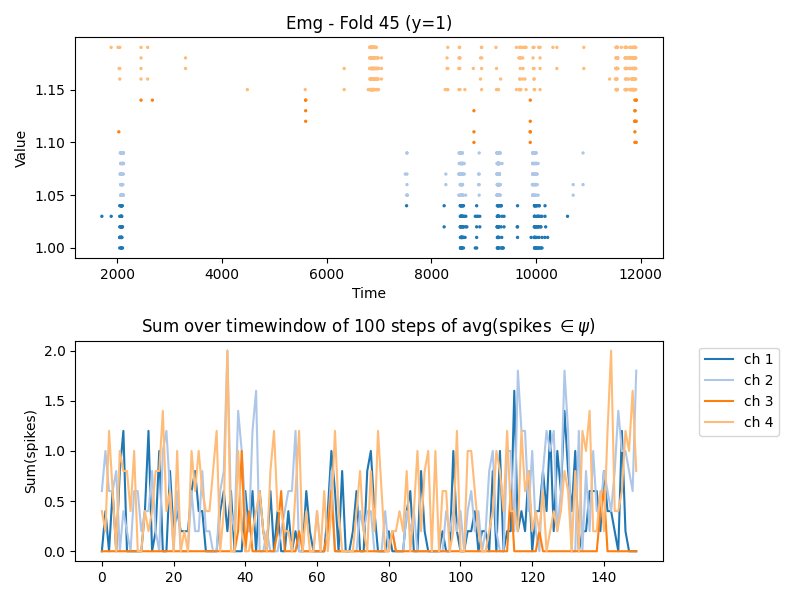 Emg - Fold 45 (y=1)
Value
1.15
1.10
1.05
1.00
2000 4000 6000 8000 10000 12000
Time
Sum over timewindow of 100 steps of avg(spikes ∈ ψ)
Sum(spikes)
2.0
1.5
1.0
0.5
0.0
0 20 40 60 80 100 120 140
ch 1
ch 2
ch 3
ch 4